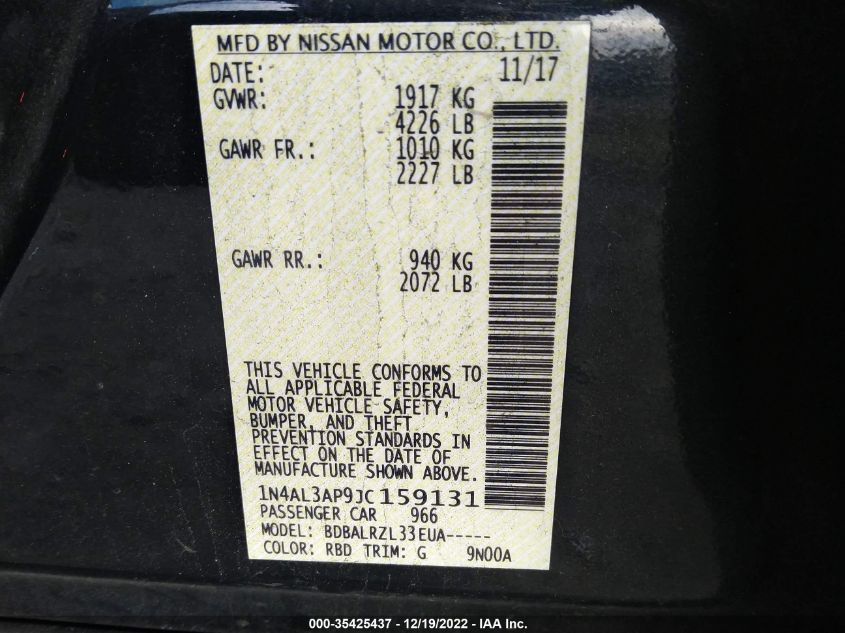 MFD BY NISSAN MOTOR CO., LTD.
DATE: 11/17
GVWR: 1917 KG
4226 LB
GAWR FR.: 1010 KG
2227 LB
GAWR RR.: 940 KG
2072 LB
THIS VEHICLE CONFORMS TO
ALL APPLICABLE FEDERAL
MOTOR VEHICLE SAFETY,
BUMPER, AND THEFT
PREVENTION STANDARDS IN
EFFECT ON THE DATE OF
MANUFACTURE SHOWN ABOVE.
1N4AL3AP9JC159131
PASSENGER CAR 966
MODEL: BDBALRZL33EUA-----
COLOR: RBD TRIM: G 9N00A
000-35425437 - 12/19/2022 - IAA Inc.